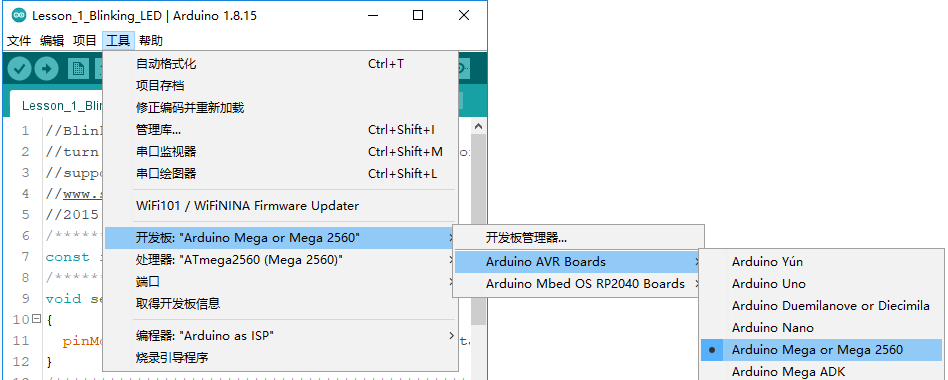 Lesson_1_Blinking_LED | Arduino 1.8.15
文件 编辑 项目 工具 帮助
自动格式化 Ctrl+T
项目存档
修正编码并重新加载
管理库... Ctrl+Shift+I
串口监视器 Ctrl+Shift+M
串口绘图器 Ctrl+Shift+L
WiFi101 / WiFiNINA Firmware Updater
开发板: "Arduino Mega or Mega 2560"
处理器: "ATmega2560 (Mega 2560)"
端口
取得开发板信息
编程器: "Arduino as ISP"
烧录引导程序
开发板管理器...
Arduino AVR Boards
Arduino Mbed OS RP2040 Boards
Arduino Yún
Arduino Uno
Arduino Duemilanove or Diecimila
Arduino Nano
Arduino Mega or Mega 2560
Arduino Mega ADK
Lesson_1_Bli
1 //Blin
2 //turn
3 //suppo
4 //www.s
5 //2015
6 /*******
7 const i
8 /*******
9 void se
10 {
11 pinMo
12 }
13 /*******